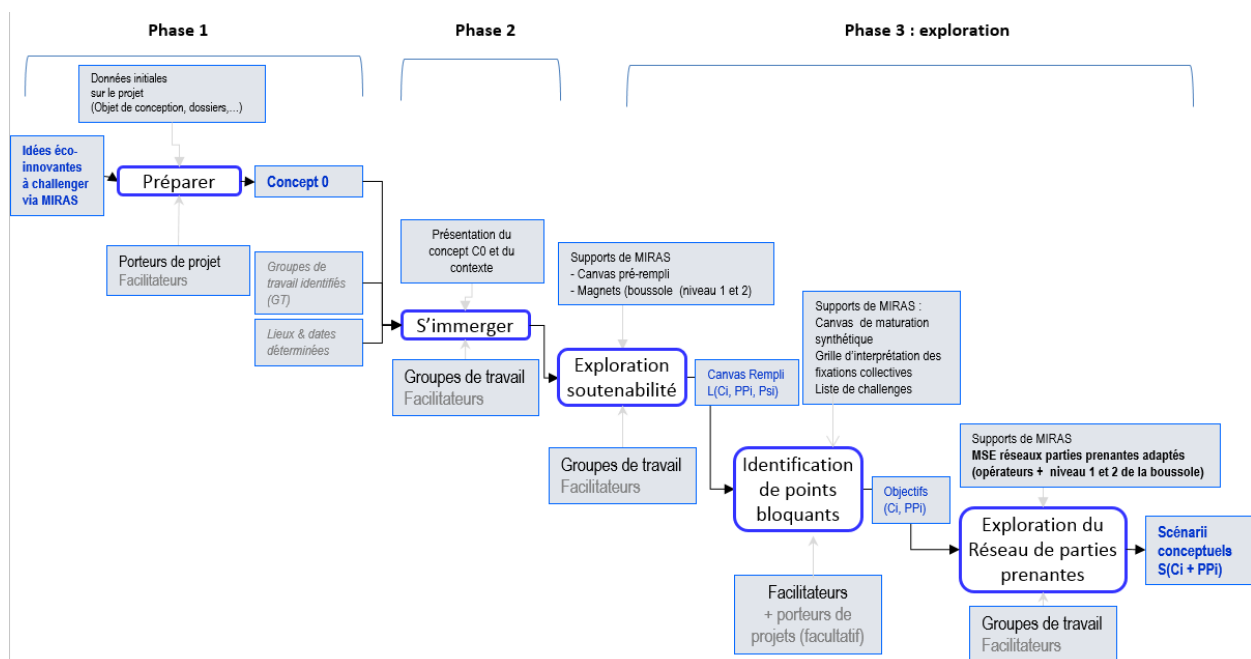 Phase 1
Phase 2
Phase 3 : exploration
Données initiales
sur le projet
(Objet de conception, dossiers,…)
Idées éco-
innovantes
à challenger
via MIRAS
Préparer
Concept 0
Porteurs de projet
Facilitateurs
Groupes de
travail identifiés
(GT)
Lieux & dates
déterminées
Présentation du
concept C0 et du
contexte
S’immerger
Groupes de travail
Facilitateurs
Supports de MIRAS
- Canvas pré-rempli
- Magnets (boussole (niveau 1 et 2)
Exploration
soutenabilité
Groupes de travail
Facilitateurs
Canvas Rempli
L(Ci, PPi, Psi)
Supports de MIRAS :
Canvas de maturation
synthétique
Grille d’interprétation des
fixations collectives
Liste de challenges
Identification
de points
bloquants
Facilitateurs
+ porteurs de
projets (facultatif)
Objectifs
(Ci, PPi)
Supports de MIRAS
MSE réseaux parties prenantes adaptés
(opérateurs + niveau 1 et 2 de la boussole)
Exploration du
Réseau de parties
prenantes
Groupes de travail
Facilitateurs
Scénarii
conceptuels
S(Ci + PPi)